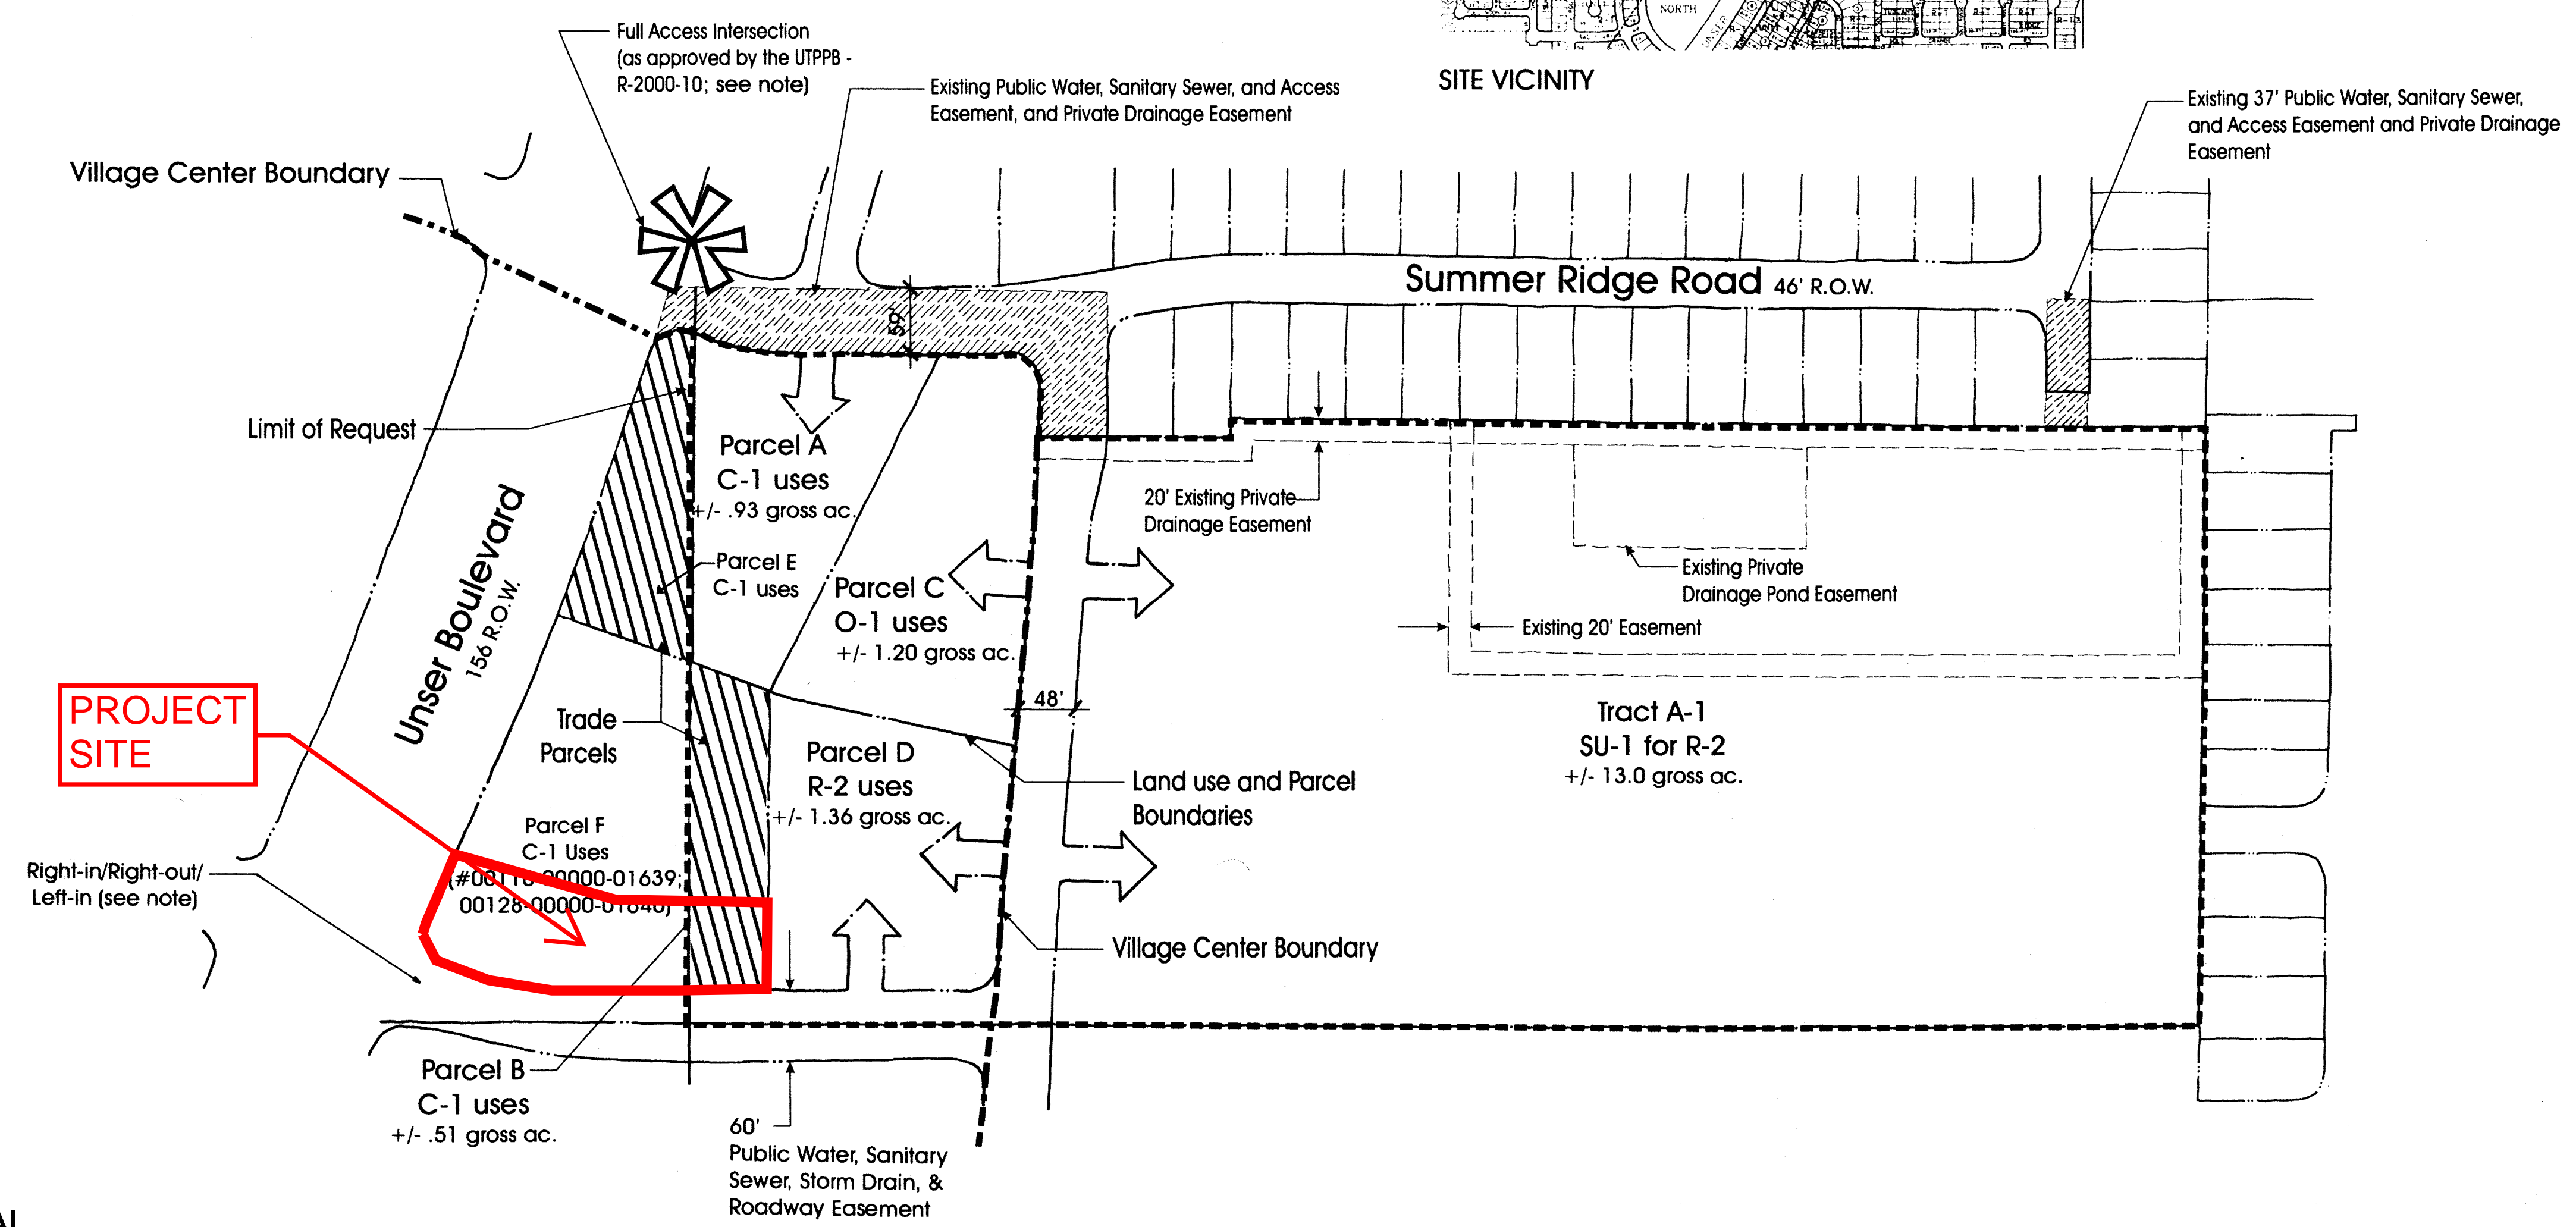 NORTH
SITE VICINITY
Full Access Intersection
(as approved by the UTPPB -
R-2000-10; see note)
Existing Public Water, Sanitary Sewer, and Access
Easement, and Private Drainage Easement
Existing 37' Public Water, Sanitary Sewer,
and Access Easement and Private Drainage
Easement
Village Center Boundary
Summer Ridge Road 46' R.O.W.
59'
Limit of Request
Parcel A
C-1 uses
+/- .93 gross ac.
20' Existing Private
Drainage Easement
Parcel E
C-1 uses
Parcel C
O-1 uses
+/- 1.20 gross ac.
Existing Private
Drainage Pond Easement
Existing 20' Easement
Unser Boulevard
156 R.O.W.
48'
PROJECT
SITE
Trade
Parcels
Parcel D
R-2 uses
+/- 1.36 gross ac.
Land use and Parcel
Boundaries
Tract A-1
SU-1 for R-2
+/- 13.0 gross ac.
Parcel F
C-1 Uses
(#00110-00000-01639;
00128-00000-01640)
Right-in/Right-out/
Left-in (see note)
Village Center Boundary
Parcel B
C-1 uses
+/- .51 gross ac.
60'
Public Water, Sanitary
Sewer, Storm Drain, &
Roadway Easement